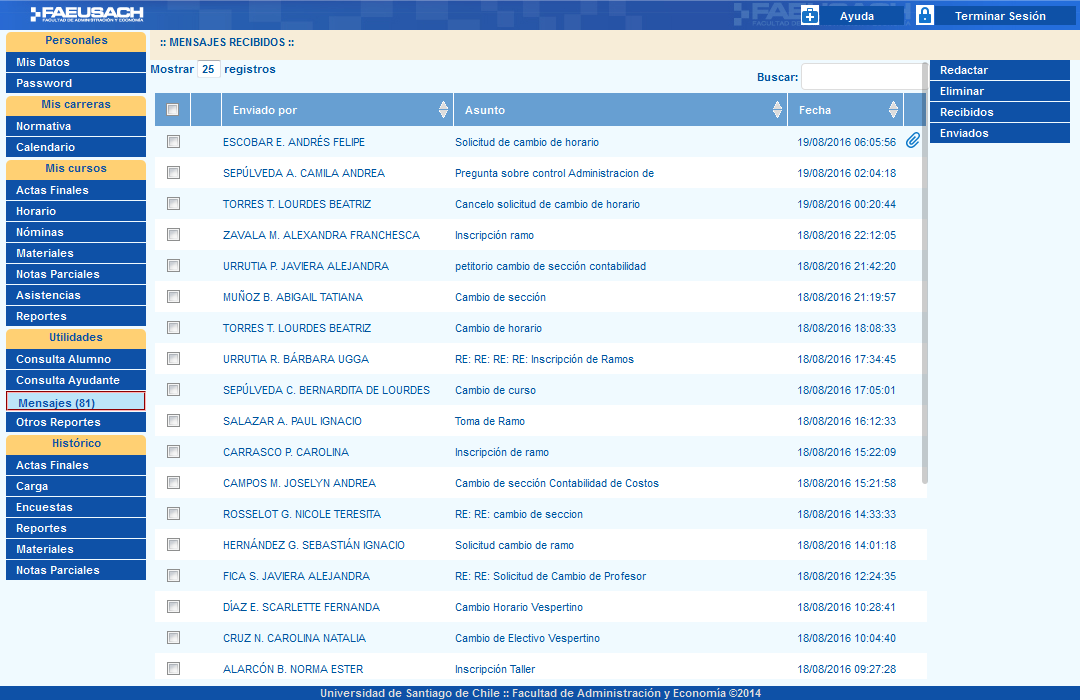 FAEUSACH
FACULTAD DE ADMINISTRACIÓN Y ECONOMÍA
FAEUSACH
Ayuda
Terminar Sesión
Personales
Mis Datos
Password
Mis carreras
Normativa
Calendario
Mis cursos
Actas Finales
Horario
Nóminas
Materiales
Notas Parciales
Asistencias
Reportes
Utilidades
Consulta Alumno
Consulta Ayudante
Mensajes (81)
Otros Reportes
Histórico
Actas Finales
Carga
Encuestas
Reportes
Materiales
Notas Parciales
:: MENSAJES RECIBIDOS ::
Mostrar 25 registros
Buscar:
Enviado por Asunto Fecha
ESCOBAR E. ANDRÉS FELIPE Solicitud de cambio de horario 19/08/2016 06:05:56
SEPÚLVEDA A. CAMILA ANDREA Pregunta sobre control Administracion de 19/08/2016 02:04:18
TORRES T. LOURDES BEATRIZ Cancelo solicitud de cambio de horario 19/08/2016 00:20:44
ZAVALA M. ALEXANDRA FRANCHESCA Inscripción ramo 18/08/2016 22:12:05
URRUTIA P. JAVIERA ALEJANDRA petitorio cambio de sección contabilidad 18/08/2016 21:42:20
MUÑOZ B. ABIGAIL TATIANA Cambio de sección 18/08/2016 21:19:57
TORRES T. LOURDES BEATRIZ Cambio de horario 18/08/2016 18:08:33
URRUTIA R. BÁRBARA UGGA RE: RE: RE: RE: Inscripción de Ramos 18/08/2016 17:34:45
SEPÚLVEDA C. BERNARDITA DE LOURDES Cambio de curso 18/08/2016 17:05:01
SALAZAR A. PAUL IGNACIO Toma de Ramo 18/08/2016 16:12:33
CARRASCO P. CAROLINA Inscripción de ramo 18/08/2016 15:22:09
CAMPOS M. JOSELYN ANDREA Cambio de sección Contabilidad de Costos 18/08/2016 15:21:58
ROSSELOT G. NICOLE TERESITA RE: RE: cambio de seccion 18/08/2016 14:33:33
HERNÁNDEZ G. SEBASTIÁN IGNACIO Solicitud cambio de ramo 18/08/2016 14:01:18
FICA S. JAVIERA ALEJANDRA RE: RE: Solicitud de Cambio de Profesor 18/08/2016 12:24:35
DÍAZ E. SCARLETTE FERNANDA Cambio Horario Vespertino 18/08/2016 10:28:41
CRUZ N. CAROLINA NATALIA Cambio de Electivo Vespertino 18/08/2016 10:04:40
ALARCÓN B. NORMA ESTER Inscripción Taller 18/08/2016 09:27:28
Redactar
Eliminar
Recibidos
Enviados
Universidad de Santiago de Chile :: Facultad de Administración y Economía ©2014